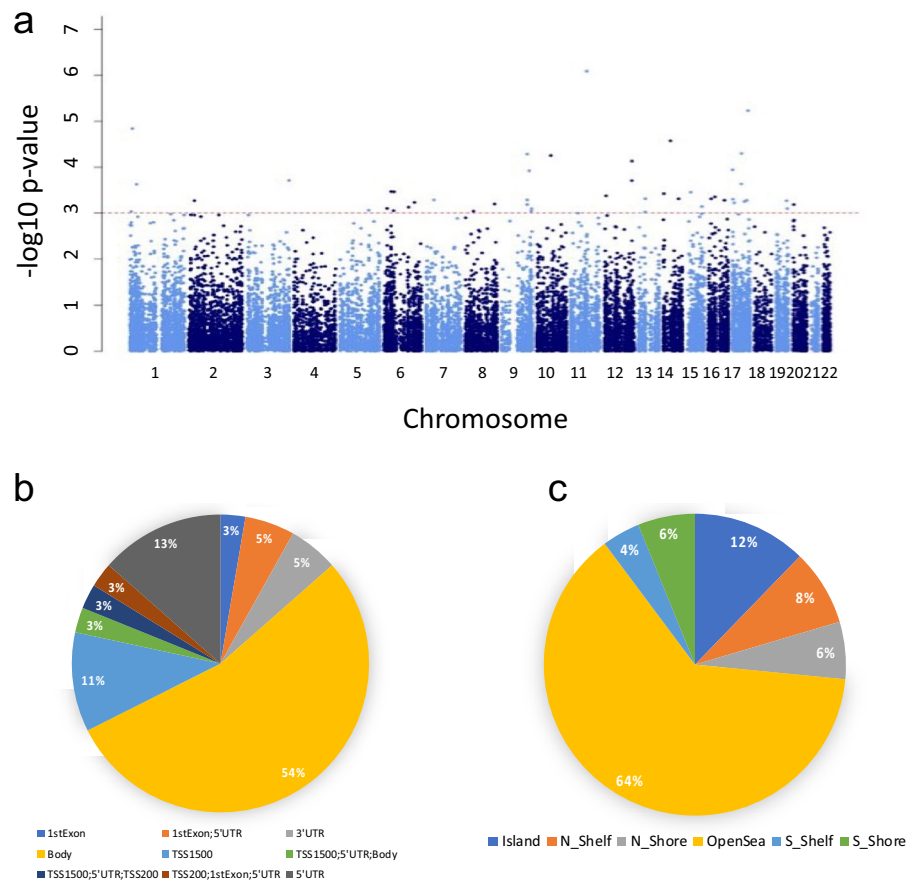 a
7
6
5
4
3
2
1
0
-log10 p-value
1 2 3 4 5 6 7 8 9 10 11 12 13 14 15 16 17 18 19202122
Chromosome
b
3%
5%
5%
54%
11%
3%
3%
3%
13%
1stExon 1stExon;5'UTR 3'UTR
Body TSS1500 TSS1500;5'UTR;Body
TSS1500;5'UTR;TSS200 TSS200;1stExon;5'UTR 5'UTR
c
12%
8%
6%
64%
4%
6%
Island N_Shelf N_Shore OpenSea S_Shelf S_Shore